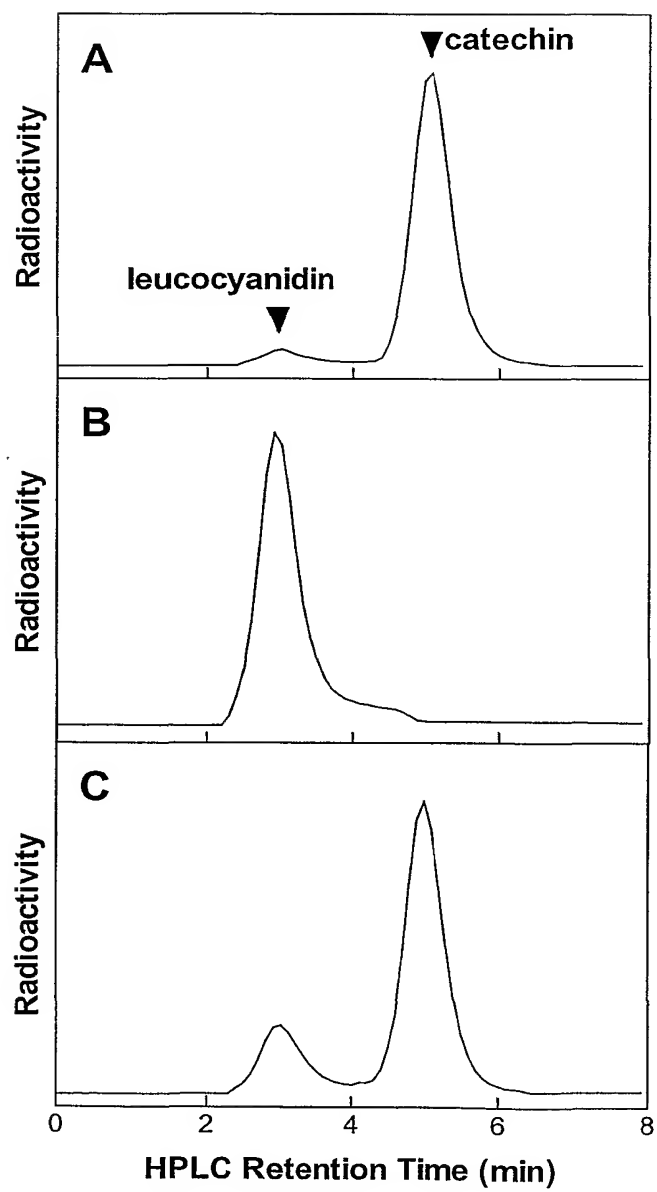 A
catechin
Radioactivity
leucocyanidin
B
Radioactivity
C
Radioactivity
0 2 4 6 8
HPLC Retention Time (min)